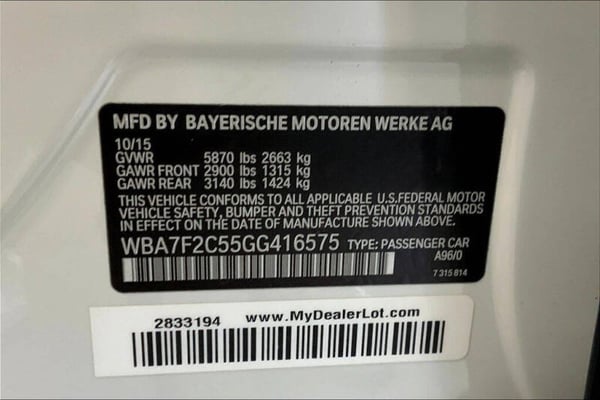 MFD BY BAYERISCHE MOTOREN WERKE AG
10/15
GVWR 5870 lbs 2663 kg
GAWR FRONT 2900 lbs 1315 kg
GAWR REAR 3140 lbs 1424 kg
THIS VEHICLE CONFORMS TO ALL APPLICABLE U.S.FEDERAL MOTOR
VEHICLE SAFETY, BUMPER AND THEFT PREVENTION STANDARDS
IN EFFECT ON THE DATE OF MANUFACTURE SHOWN ABOVE.
WBA7F2C55GG416575 TYPE: PASSENGER CAR
A96/0
7 315 814
2833194 www.MyDealerLot.com